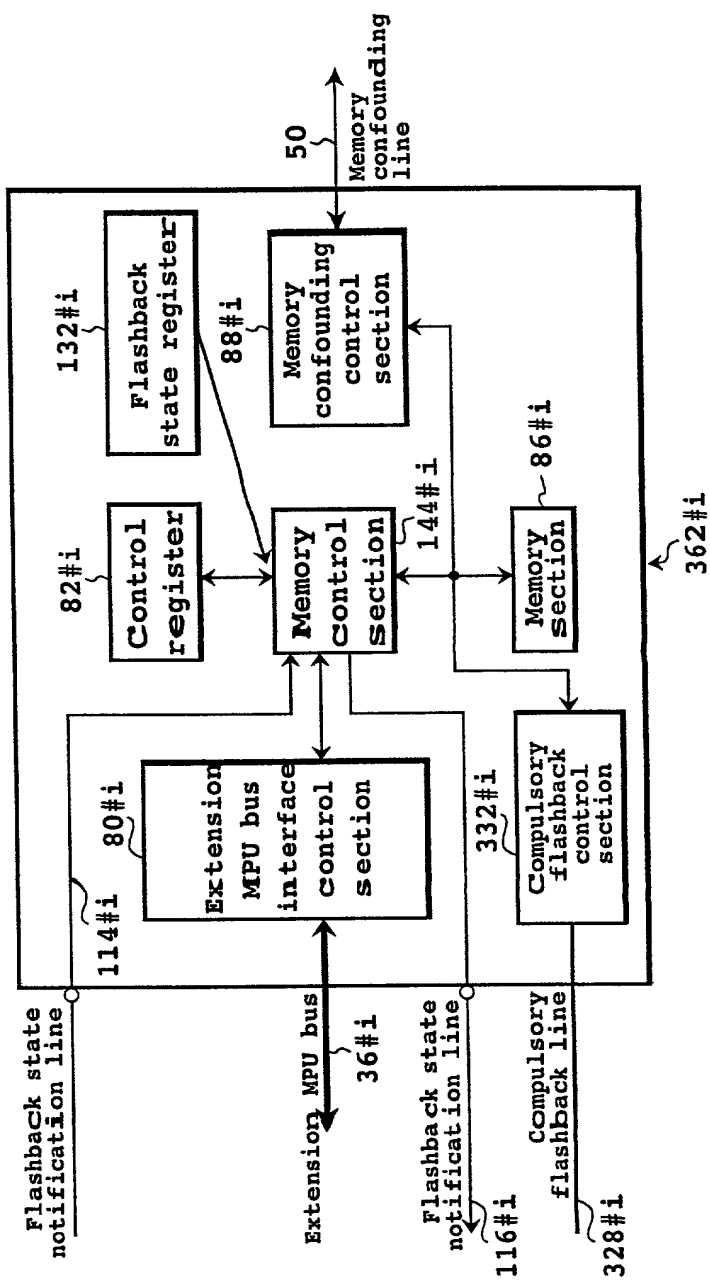 Flashback state
notification line
114#i
Extension MPU bus
36#i
Flashback state
notification line
116#i
Compulsory
flashback line
328#i
80#i
Extension
MPU bus
interface
control
section
332#i
Compulsory
flashback
control
section
82#i
Control
register
Memory
control
section
144#i
Memory
section
86#i
132#i
Flashback
state register
88#i
Memory
confounding
control
section
50
Memory
confounding
line
362#i